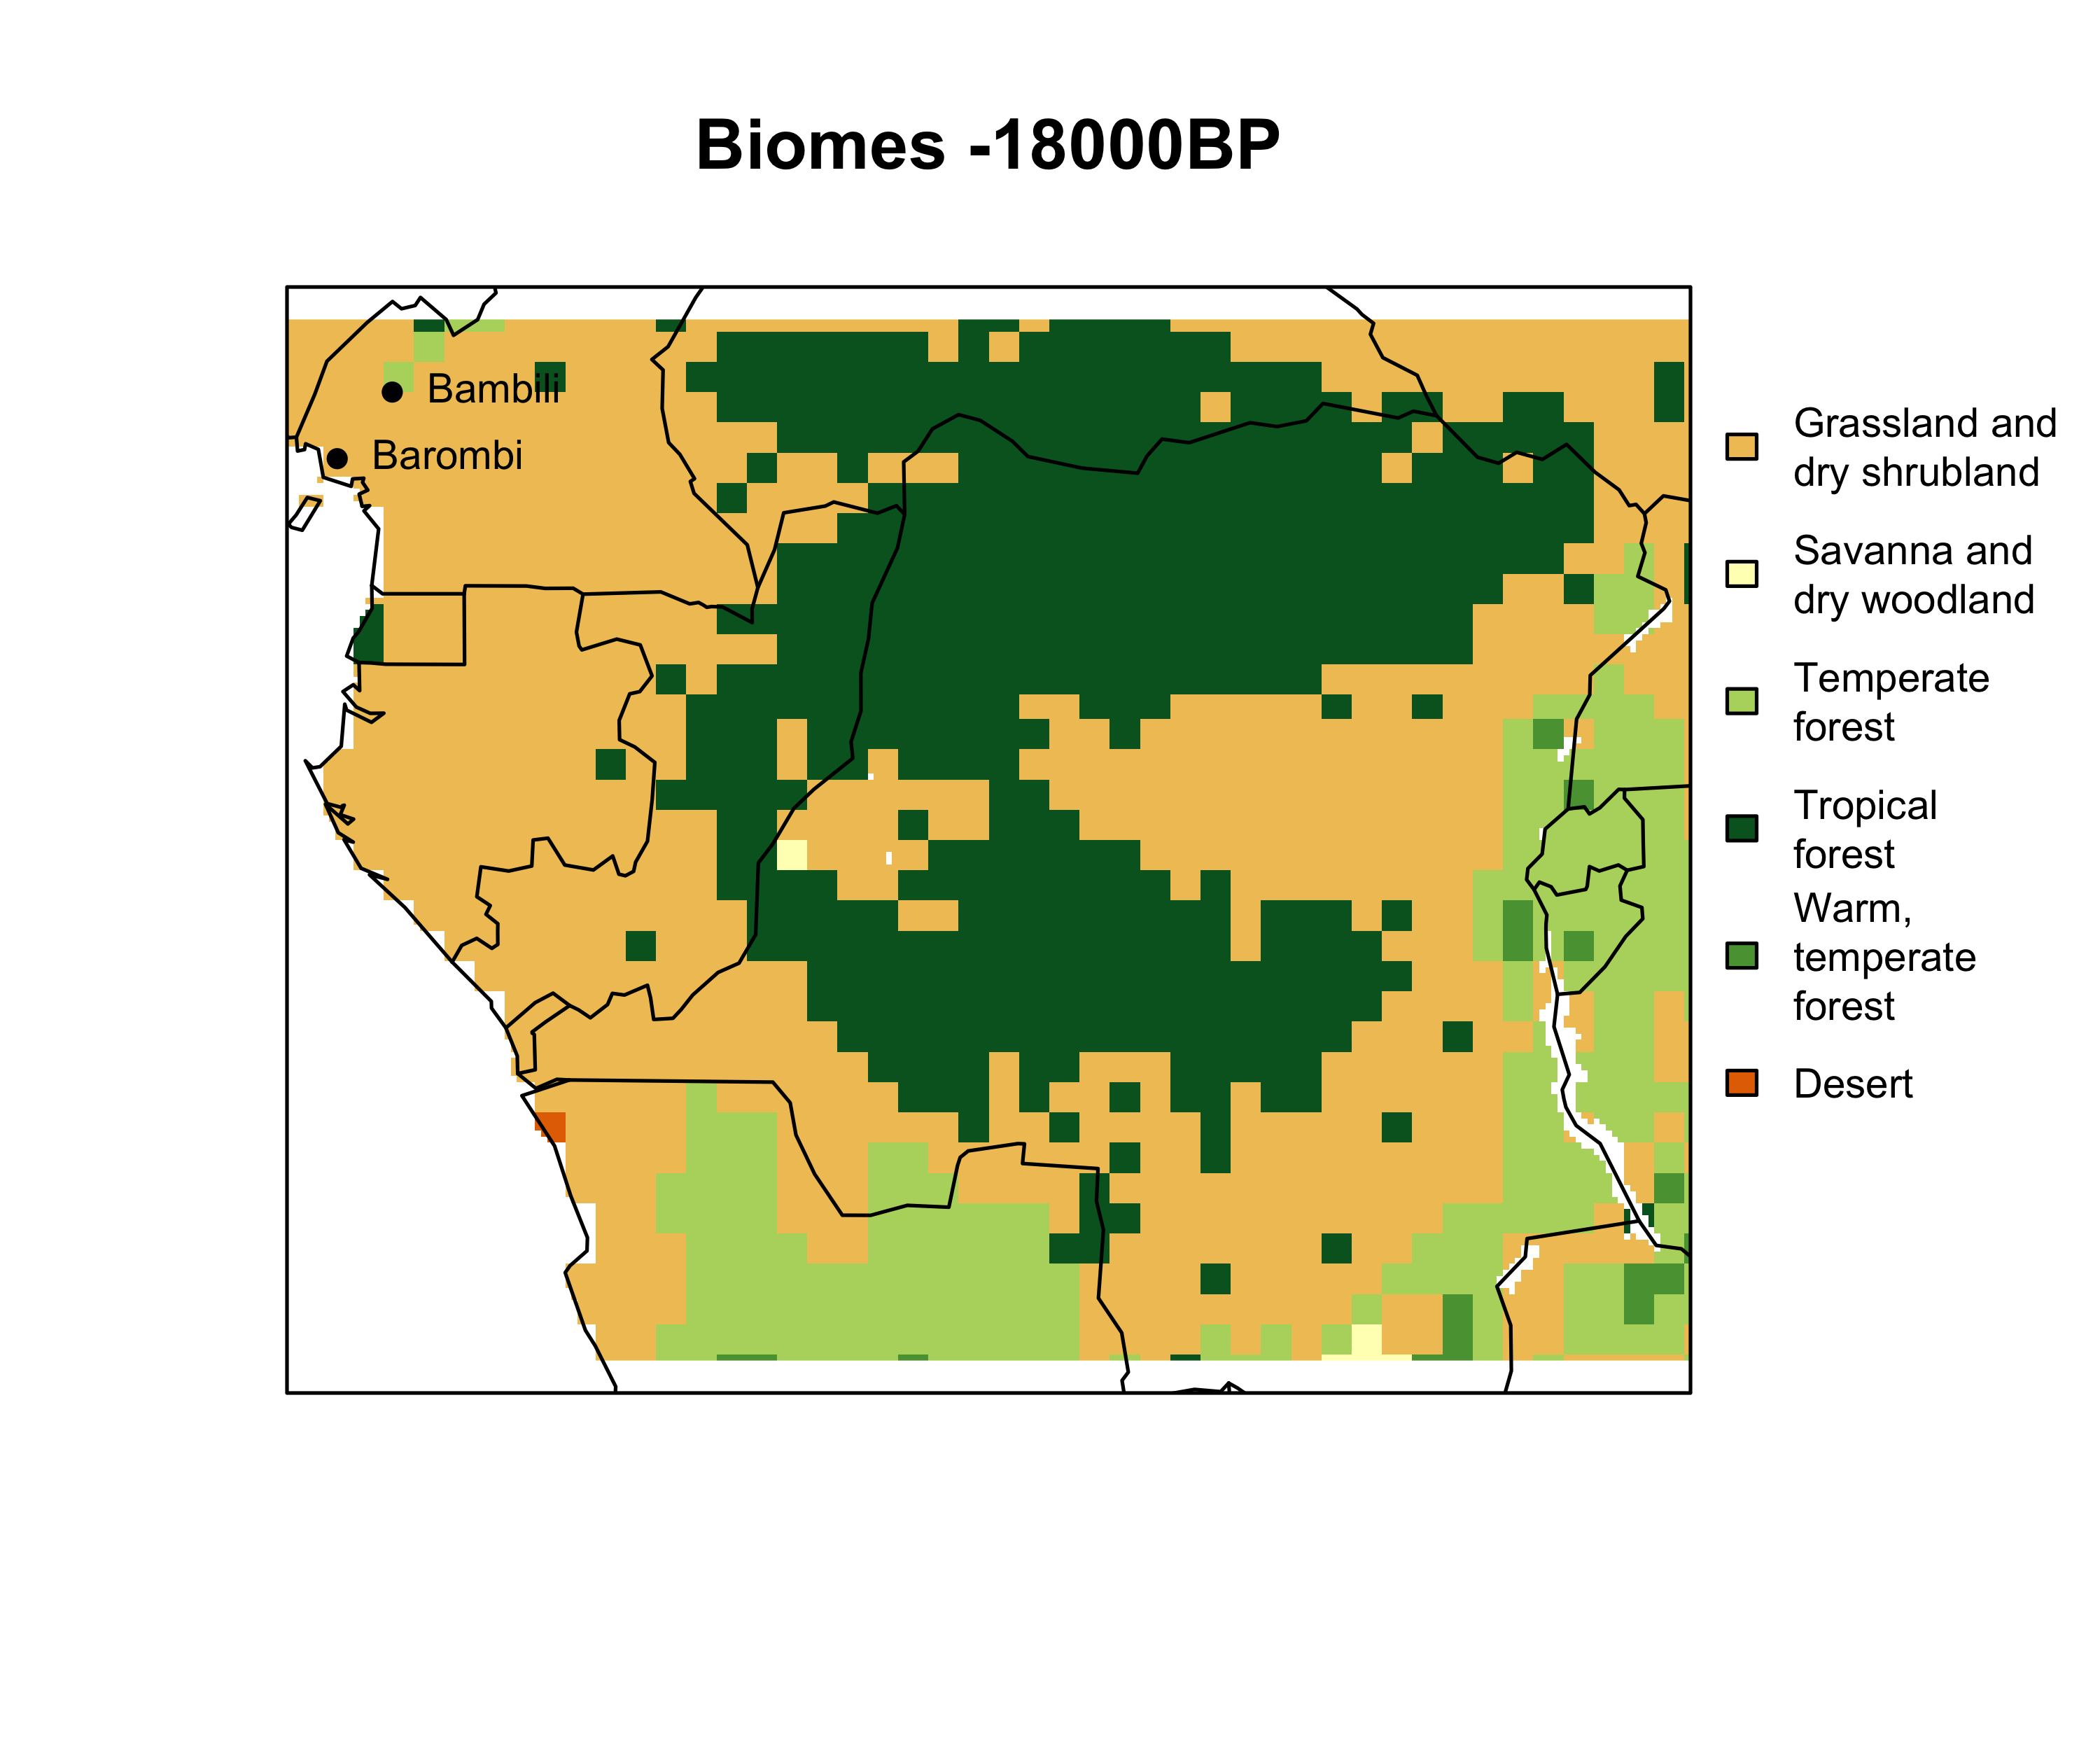 Biomes -18000BP
Bambili
Barombi
Grassland and
dry shrubland
Savanna and
dry woodland
Temperate
forest
Tropical
forest
Warm,
temperate
forest
Desert